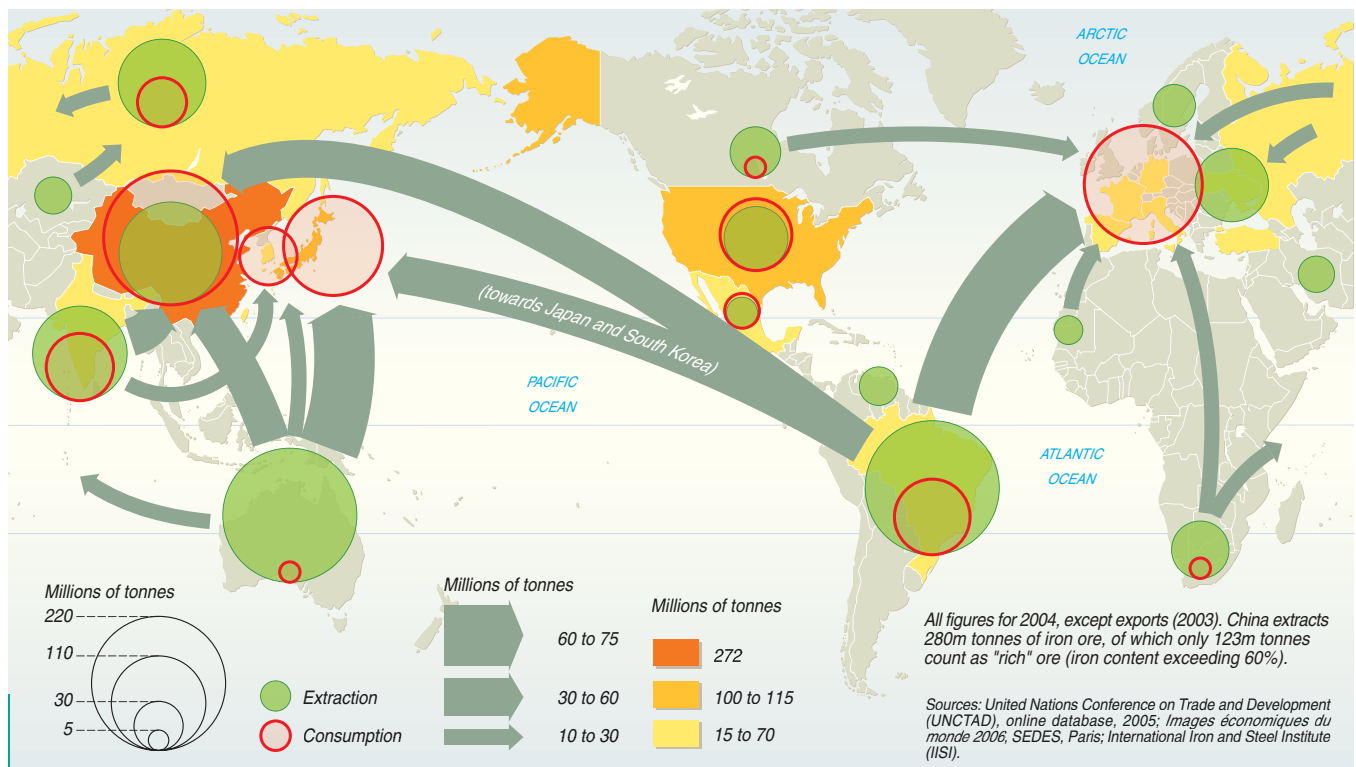 ARCTIC
OCEAN
(towards Japan and South Korea)
PACIFIC
OCEAN
ATLANTIC
OCEAN
Millions of tonnes
220
110
30
5
Extraction
Consumption
Millions of tonnes
60 to 75
30 to 60
10 to 30
Millions of tonnes
272
100 to 115
15 to 70
All figures for 2004, except exports (2003). China extracts
280m tonnes of iron ore, of which only 123m tonnes
count as "rich" ore (iron content exceeding 60%).
Sources: United Nations Conference on Trade and Development
(UNCTAD), online database, 2005; Images économiques du
monde 2006, SEDES, Paris; International Iron and Steel Institute
(IISI).